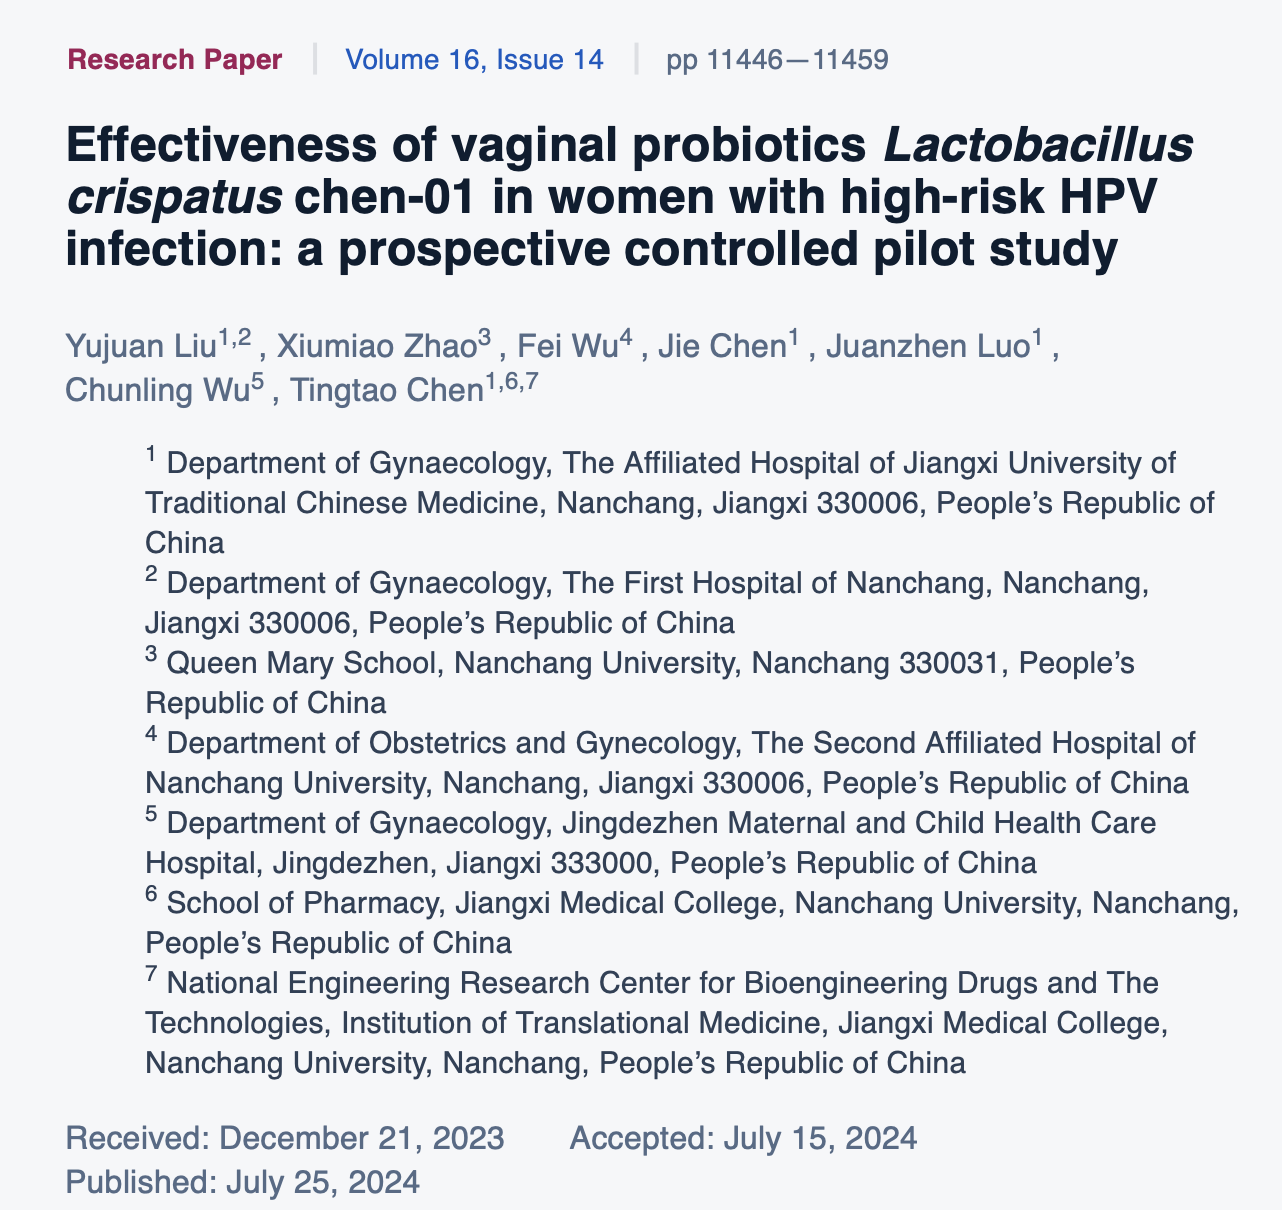 Research Paper | Volume 16, Issue 14 | pp 11446—11459
Effectiveness of vaginal probiotics Lactobacillus
crispatus chen-01 in women with high-risk HPV
infection: a prospective controlled pilot study
Yujuan Liu1,2 , Xiumiao Zhao3 , Fei Wu4 , Jie Chen1 , Juanzhen Luo1 ,
Chunling Wu5 , Tingtao Chen1,6,7
1 Department of Gynaecology, The Affiliated Hospital of Jiangxi University of
Traditional Chinese Medicine, Nanchang, Jiangxi 330006, People’s Republic of
China
2 Department of Gynaecology, The First Hospital of Nanchang, Nanchang,
Jiangxi 330006, People’s Republic of China
3 Queen Mary School, Nanchang University, Nanchang 330031, People’s
Republic of China
4 Department of Obstetrics and Gynecology, The Second Affiliated Hospital of
Nanchang University, Nanchang, Jiangxi 330006, People’s Republic of China
5 Department of Gynaecology, Jingdezhen Maternal and Child Health Care
Hospital, Jingdezhen, Jiangxi 333000, People’s Republic of China
6 School of Pharmacy, Jiangxi Medical College, Nanchang University, Nanchang,
People’s Republic of China
7 National Engineering Research Center for Bioengineering Drugs and The
Technologies, Institution of Translational Medicine, Jiangxi Medical College,
Nanchang University, Nanchang, People’s Republic of China
Received: December 21, 2023 Accepted: July 15, 2024
Published: July 25, 2024